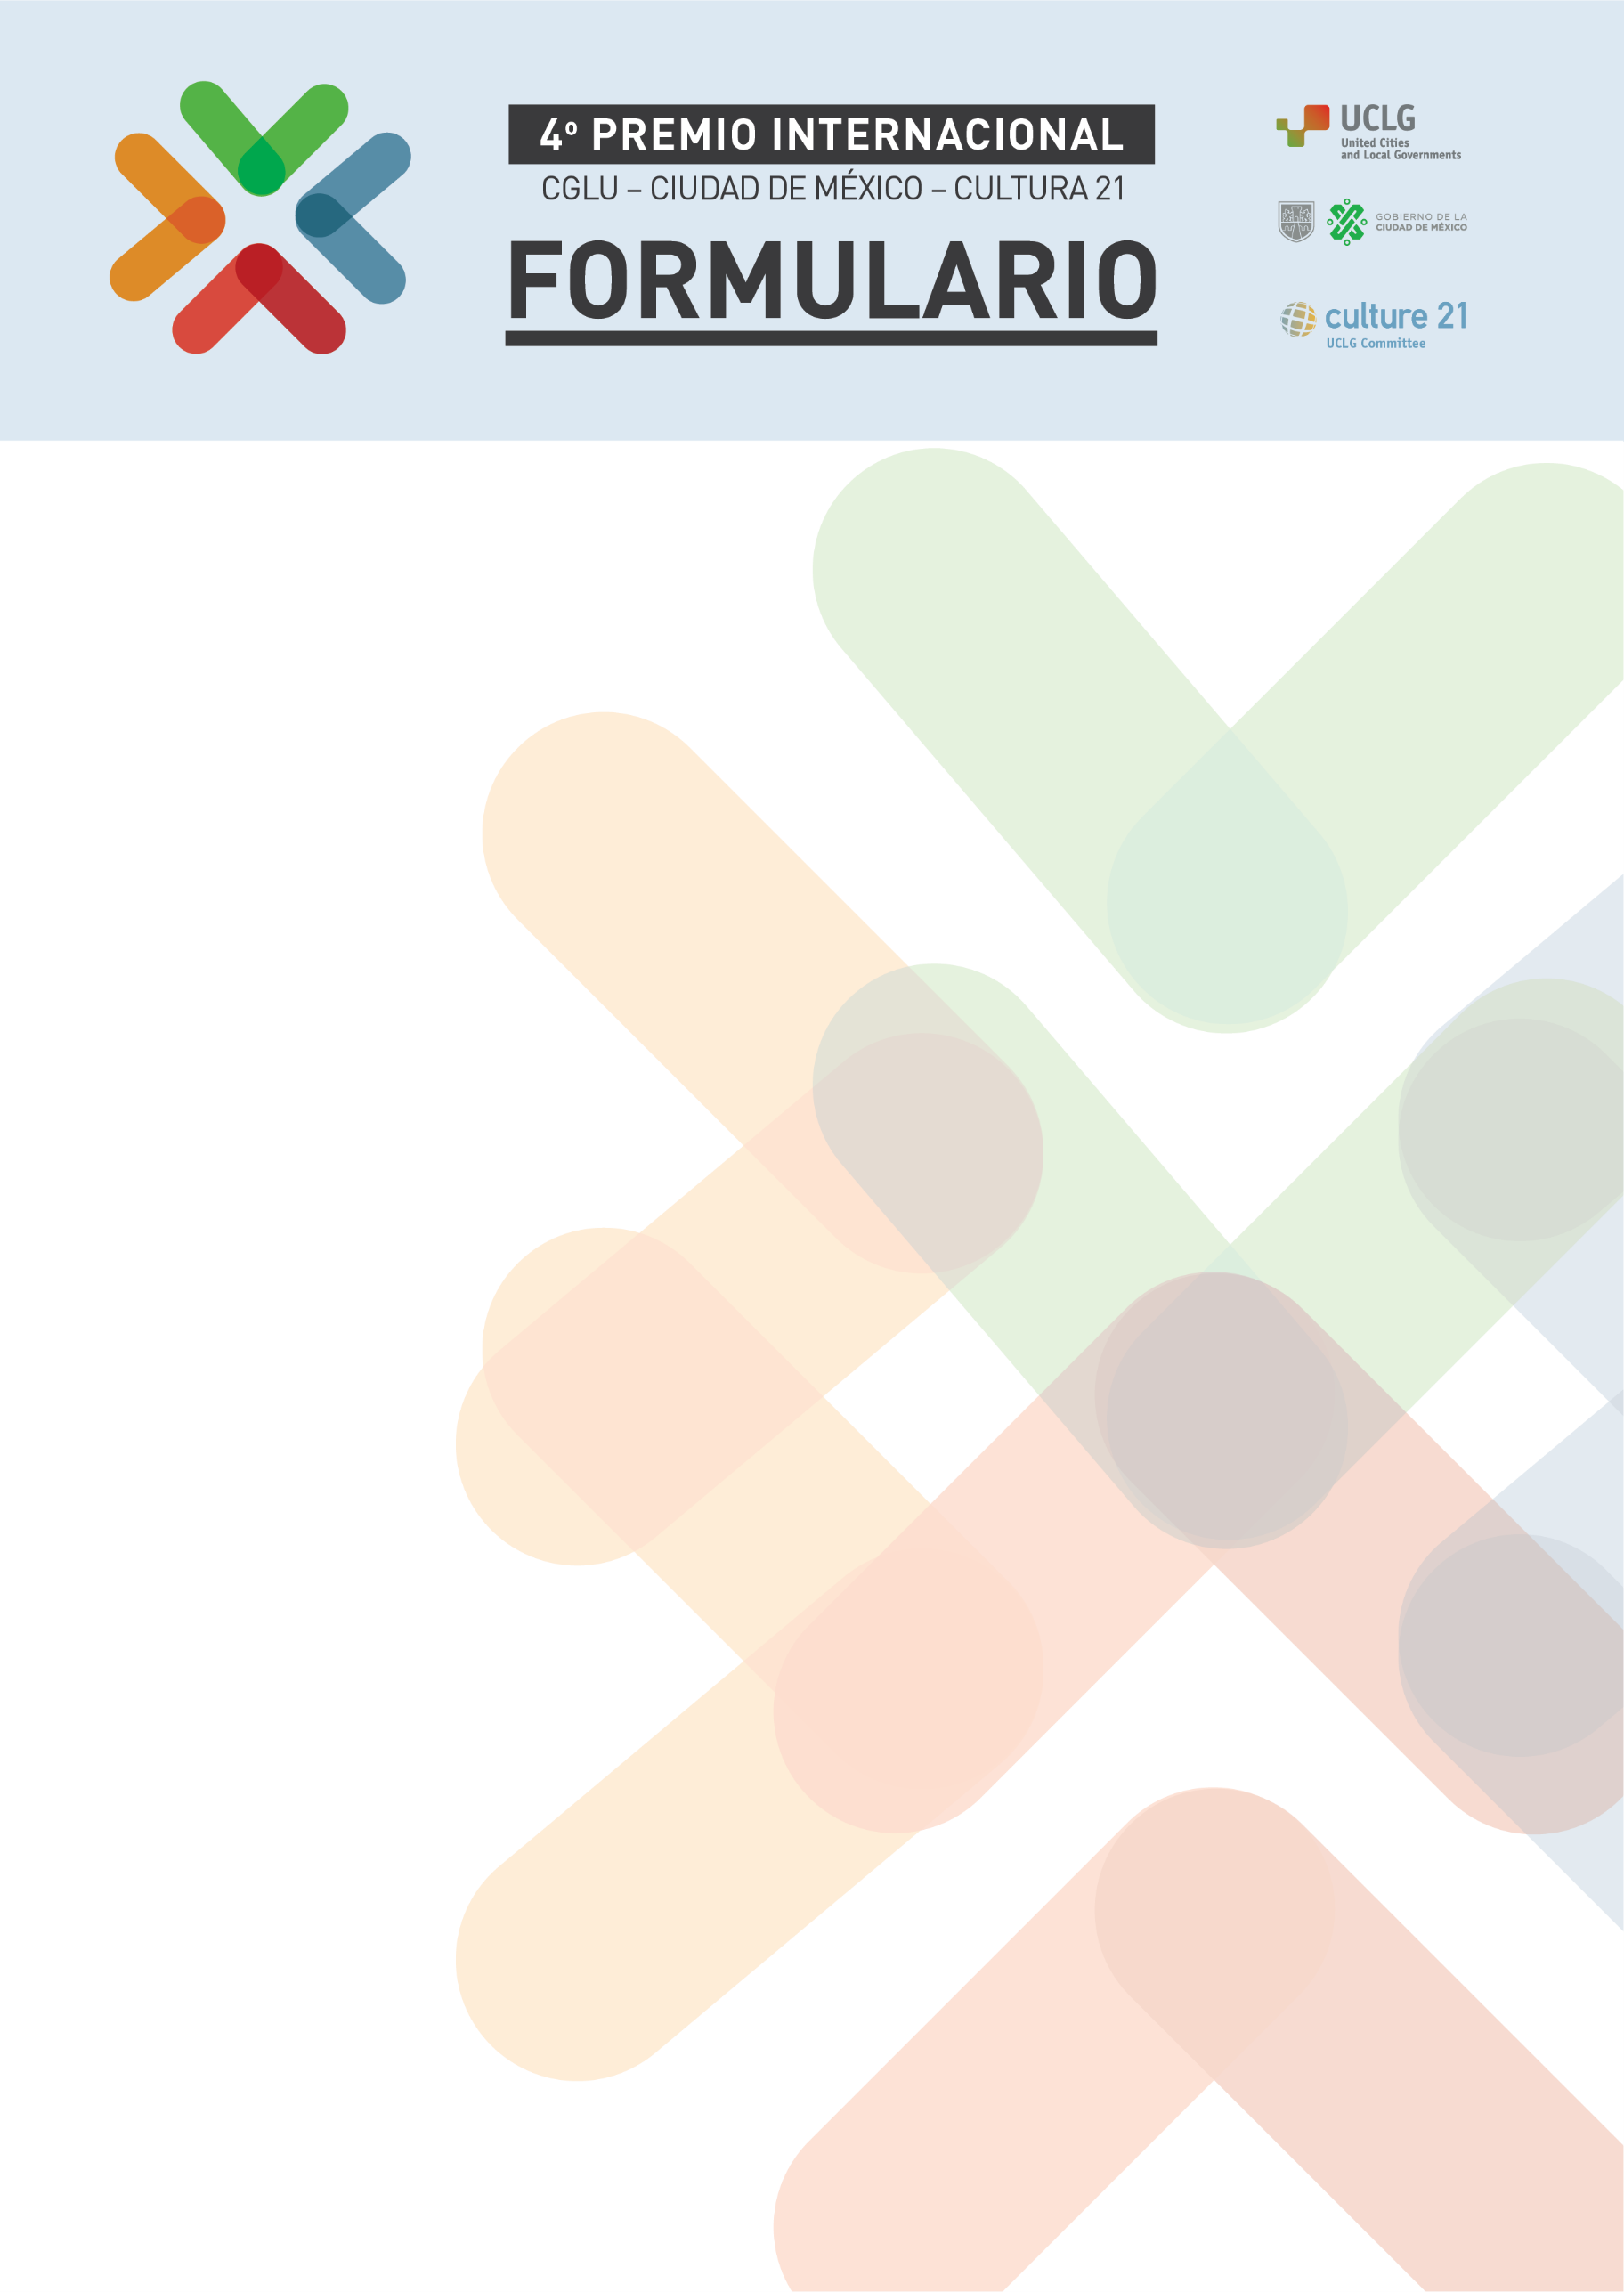 4º PREMIO INTERNACIONAL
CGLU – CIUDAD DE MÉXICO – CULTURA 21
FORMULARIO
UCLG
United Cities
and Local Governments
GOBIERNO DE LA
CIUDAD DE MÉXICO
culture 21
UCLG Committee